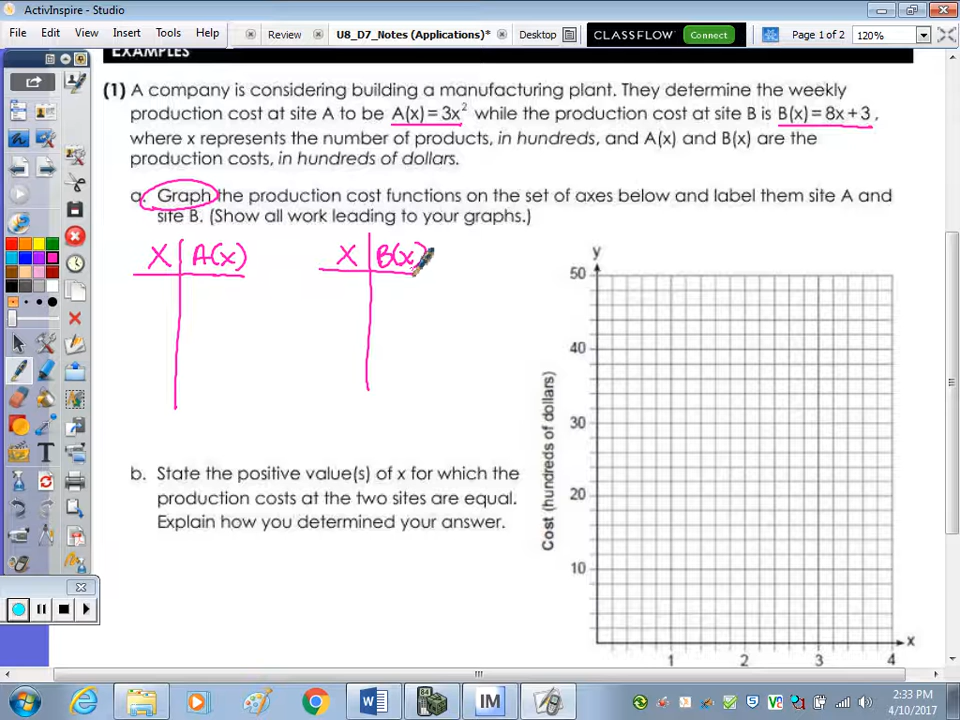 ActivInspire - Studio
File Edit View Insert Tools Help
Review
U8_D7_Notes (Applications)*
Desktop
CLASSFLOW Connect
Page 1 of 2
120%
EXAMPLES
(1) A company is considering building a manufacturing plant. They determine the weekly
production cost at site A to be A(x) = 3x² while the production cost at site B is B(x) = 8x + 3 ,
where x represents the number of products, in hundreds, and A(x) and B(x) are the
production costs, in hundreds of dollars.
a. Graph the production cost functions on the set of axes below and label them site A and
site B. (Show all work leading to your graphs.)
X A(x)
X B(x)
y
50
40
30
20
10
Cost (hundreds of dollars)
x
1 2 3 4
b. State the positive value(s) of x for which the
production costs at the two sites are equal.
Explain how you determined your answer.
IM
2:33 PM
4/10/2017